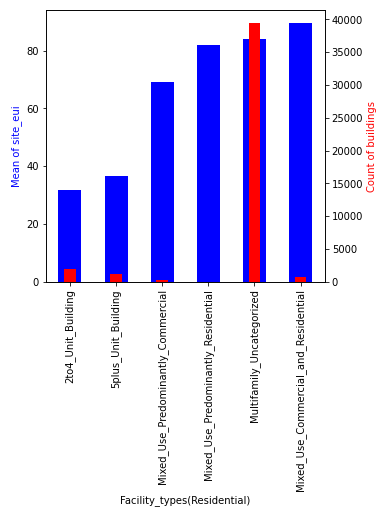 Mean of site_eui
80
60
40
20
0
40000
35000
30000
25000
20000
15000
10000
5000
0
Count of buildings
2to4_Unit_Building
5plus_Unit_Building
Mixed_Use_Predominantly_Commercial
Mixed_Use_Predominantly_Residential
Multifamily_Uncategorized
Mixed_Use_Commercial_and_Residential
Facility_types(Residential)